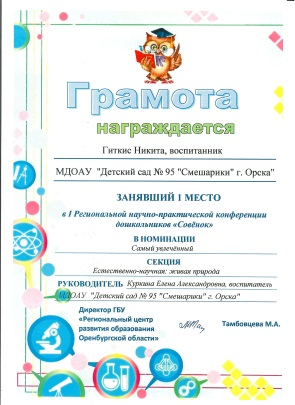 Грамота
награждается
Гиткис Никита, воспитанник
МДОАУ "Детский сад № 95 "Смешарики" г. Орска"
ЗАНЯВШИЙ 1 МЕСТО
в I Региональной научно-практической конференции
дошкольников «Совёнок»
В НОМИНАЦИИ
Самый увлечённый
СЕКЦИЯ
Естественно-научная: живая природа
РУКОВОДИТЕЛЬ Куркина Елена Александровна, воспитатель
МДОАУ "Детский сад № 95 "Смешарики" г. Орска"
Директор ГБУ
«Региональный центр
развития образования
Оренбургской области»
Тамбовцева М.А.